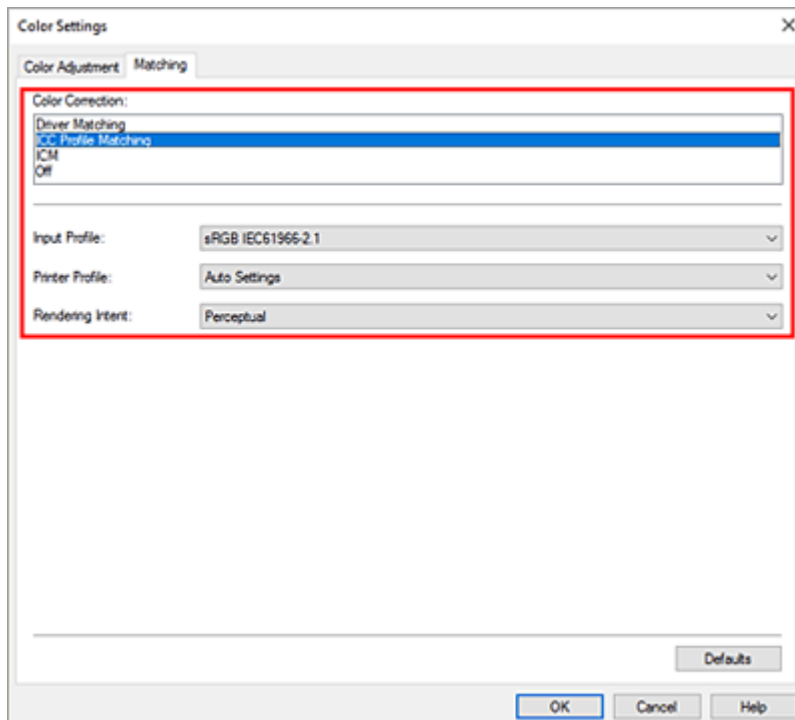 Color Settings
Color Adjustment Matching
Color Correction:
Driver Matching
ICC Profile Matching
ICM
Off
Input Profile: sRGB IEC61966-2.1
Printer Profile: Auto Settings
Rendering Intent: Perceptual
Defaults
OK Cancel Help